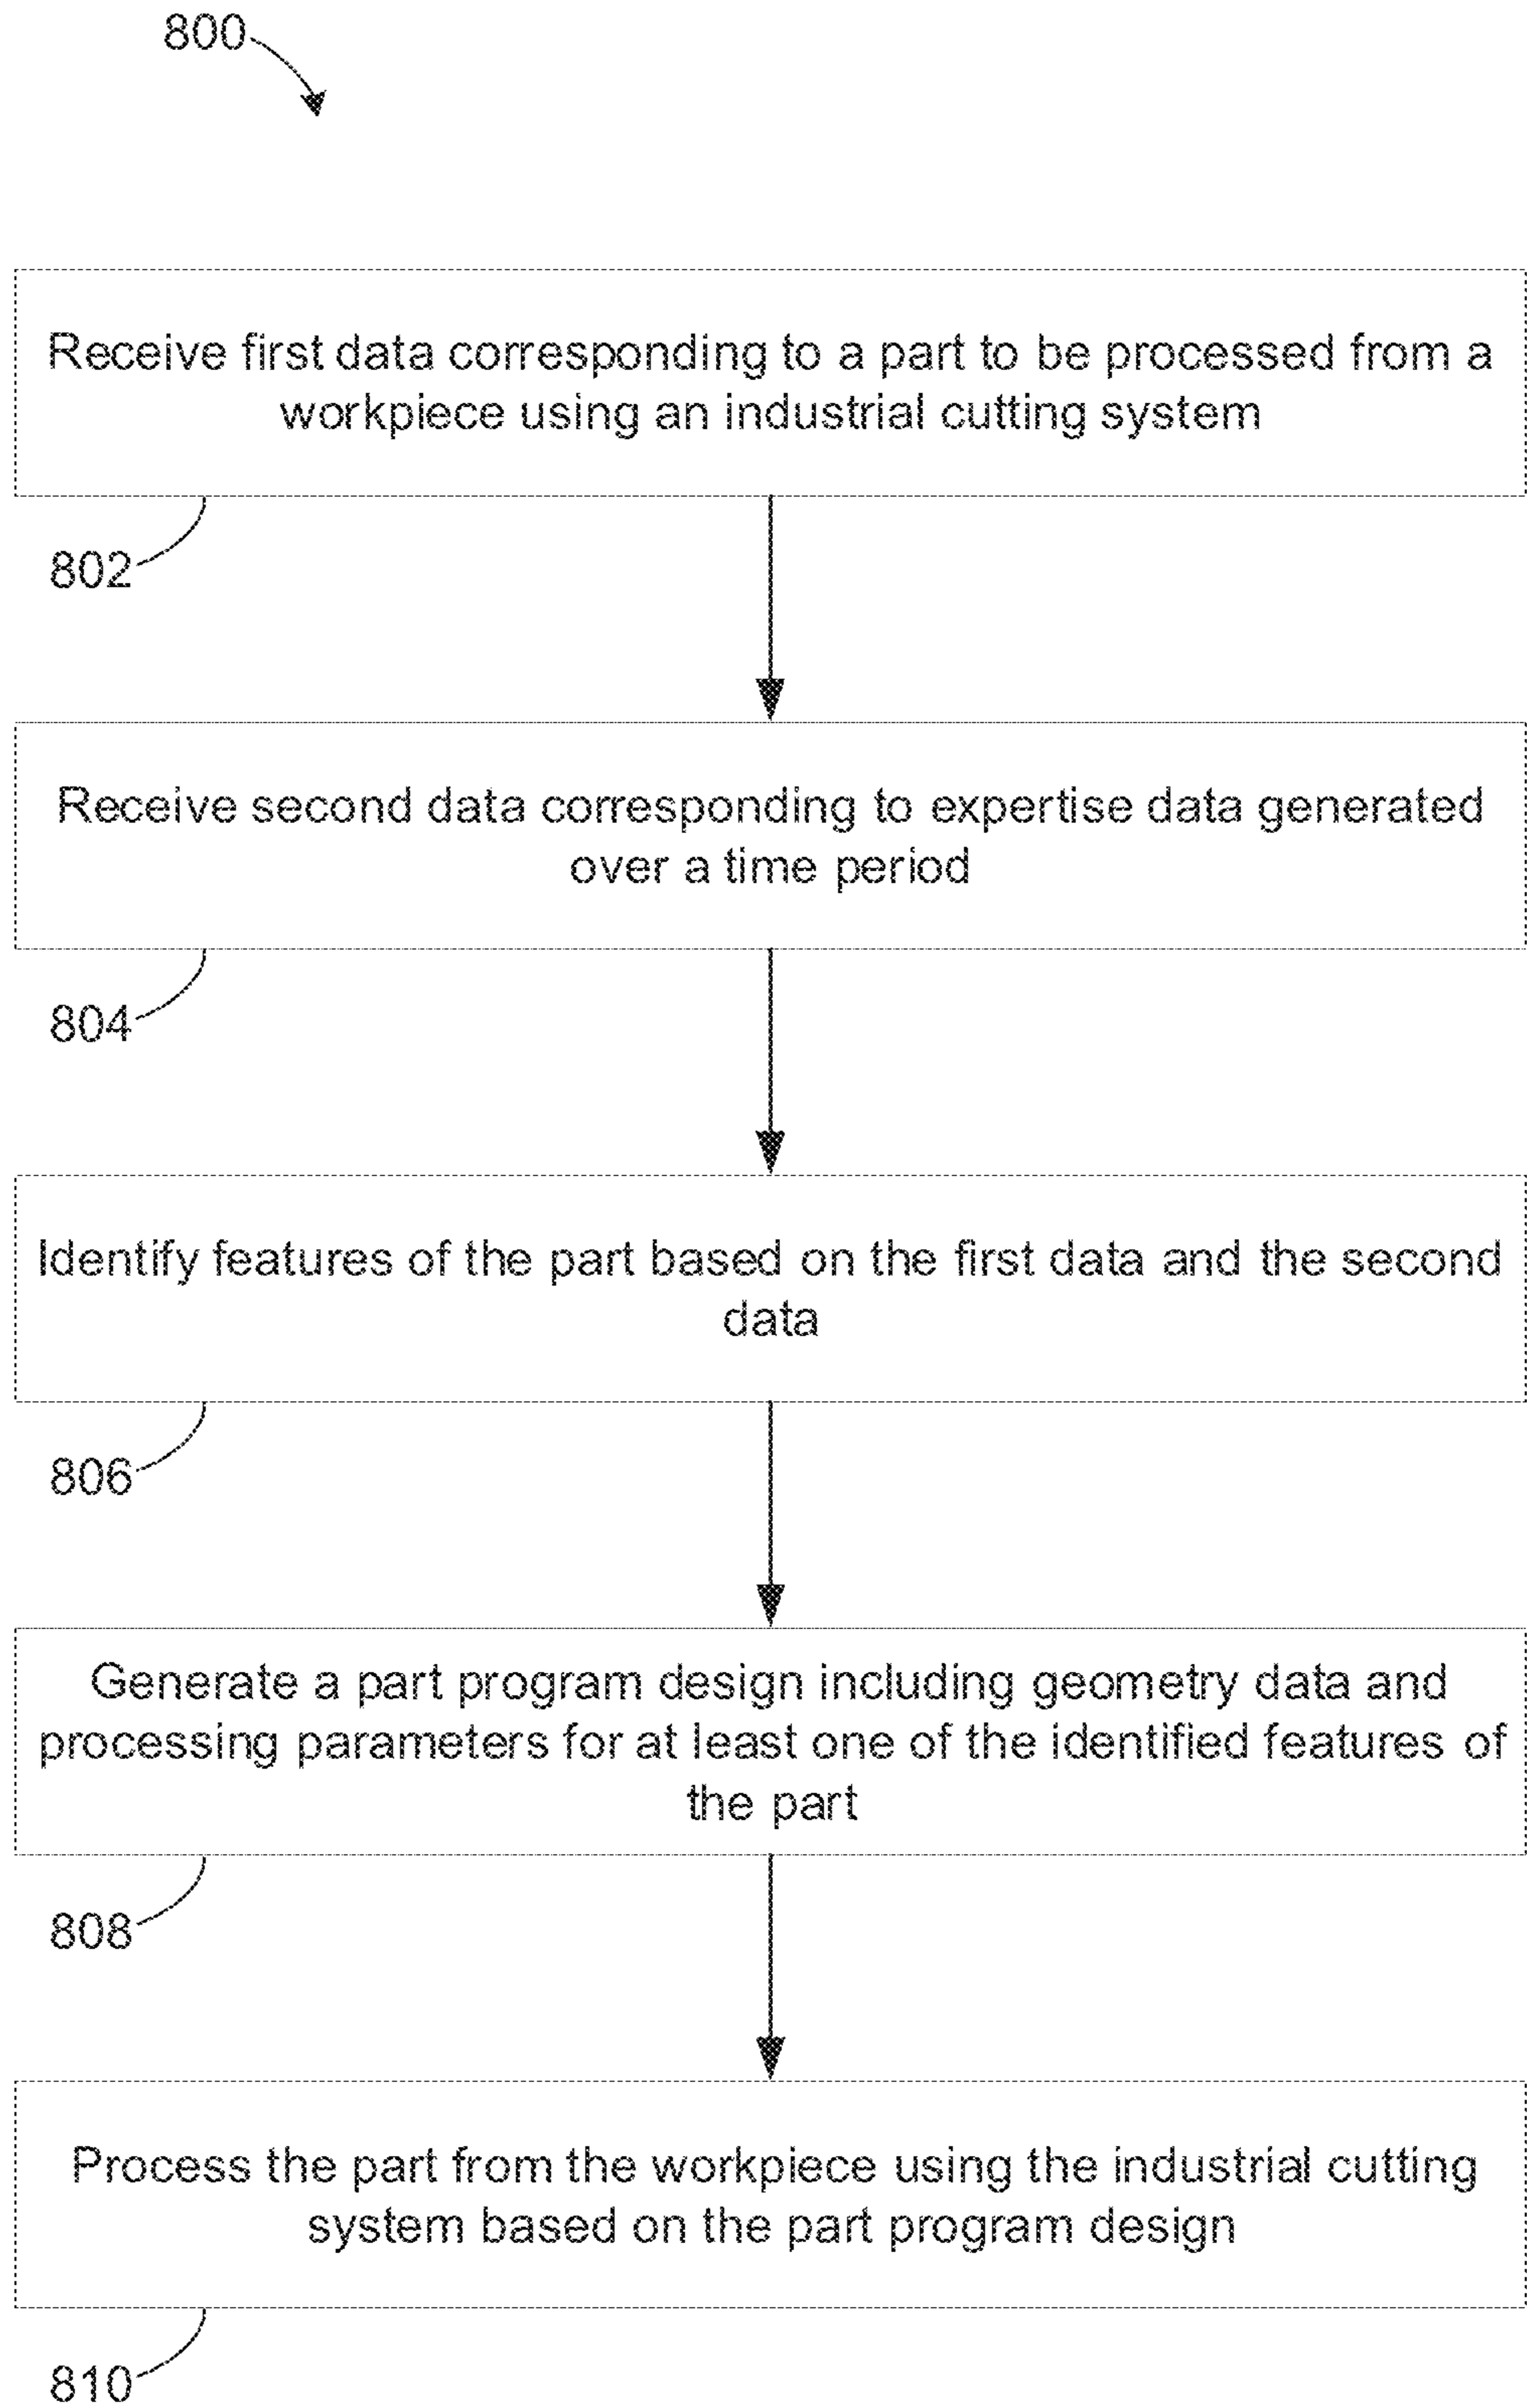 800
Receive first data corresponding to a part to be processed from a
workpiece using an industrial cutting system
802
Receive second data corresponding to expertise data generated
over a time period
804
Identify features of the part based on the first data and the second
data
806
Generate a part program design including geometry data and
processing parameters for at least one of the identified features of
the part
808
Process the part from the workpiece using the industrial cutting
system based on the part program design
810